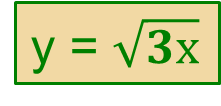 y = √3x